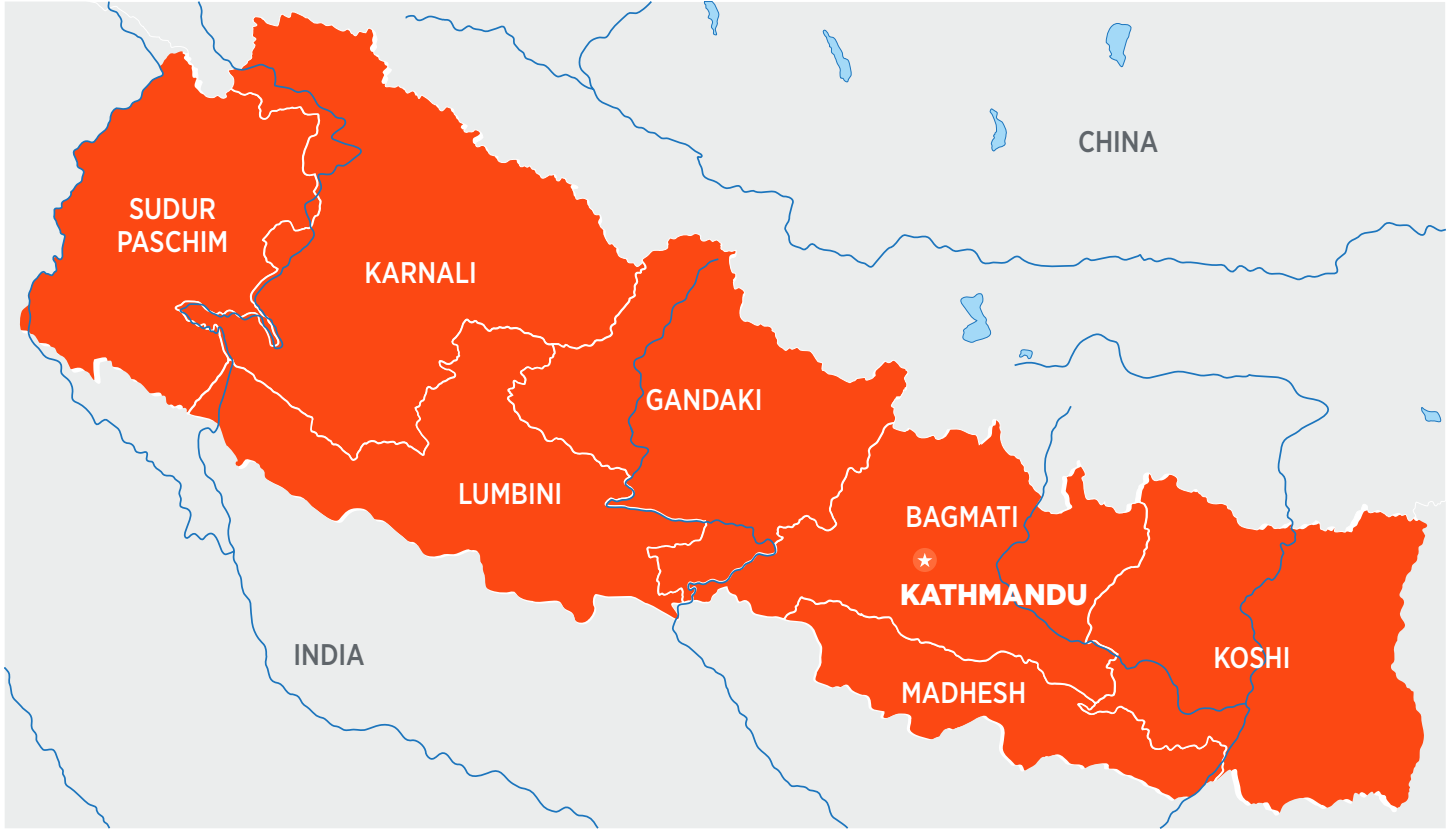 CHINA
SUDUR
PASCHIM
KARNALI
GANDAKI
LUMBINI
BAGMATI
KATHMANDU
INDIA
KOSHI
MADHESH